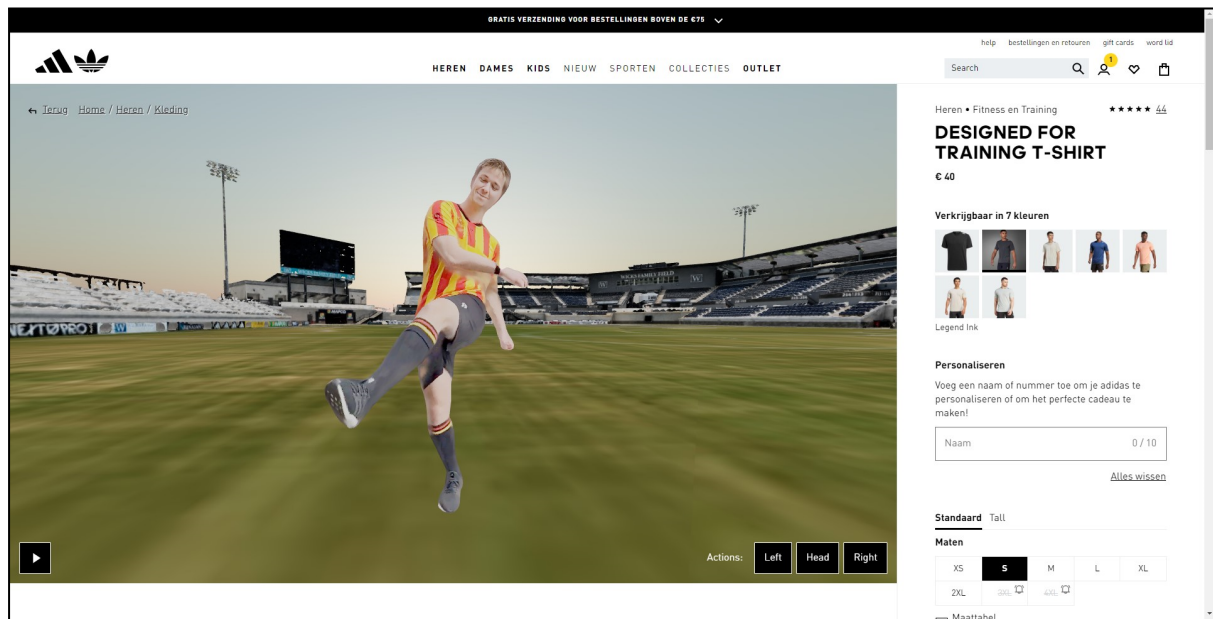 GRATIS VERZENDING VOOR BESTELLINGEN BOVEN DE €75
help bestellingen en retouren gift cards word lid
HEREN DAMES KIDS NIEUW SPORTEN COLLECTIES OUTLET
Search
1
Terug Home / Heren / Kleding
Heren • Fitness en Training ★★★★★ 44
DESIGNED FOR
TRAINING T-SHIRT
€ 40
Verkrijgbaar in 7 kleuren
Legend Ink
Personaliseren
Voeg een naam of nummer toe om je adidas te
personaliseren of om het perfecte cadeau te
maken!
Naam 0 / 10
Alles wissen
Standaard Tall
Maten
XS S M L XL
2XL 3XL 4XL
Maattabel
WICKS FAMILY FIELD
Actions: Left Head Right